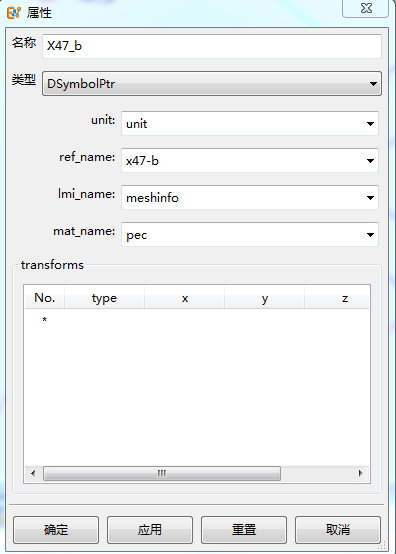 属性
名称 X47_b
类型 DSymbolPtr
unit: unit
ref_name: x47-b
lmi_name: meshinfo
mat_name: pec
transforms
No. type x y z
*
确定 应用 重置 取消